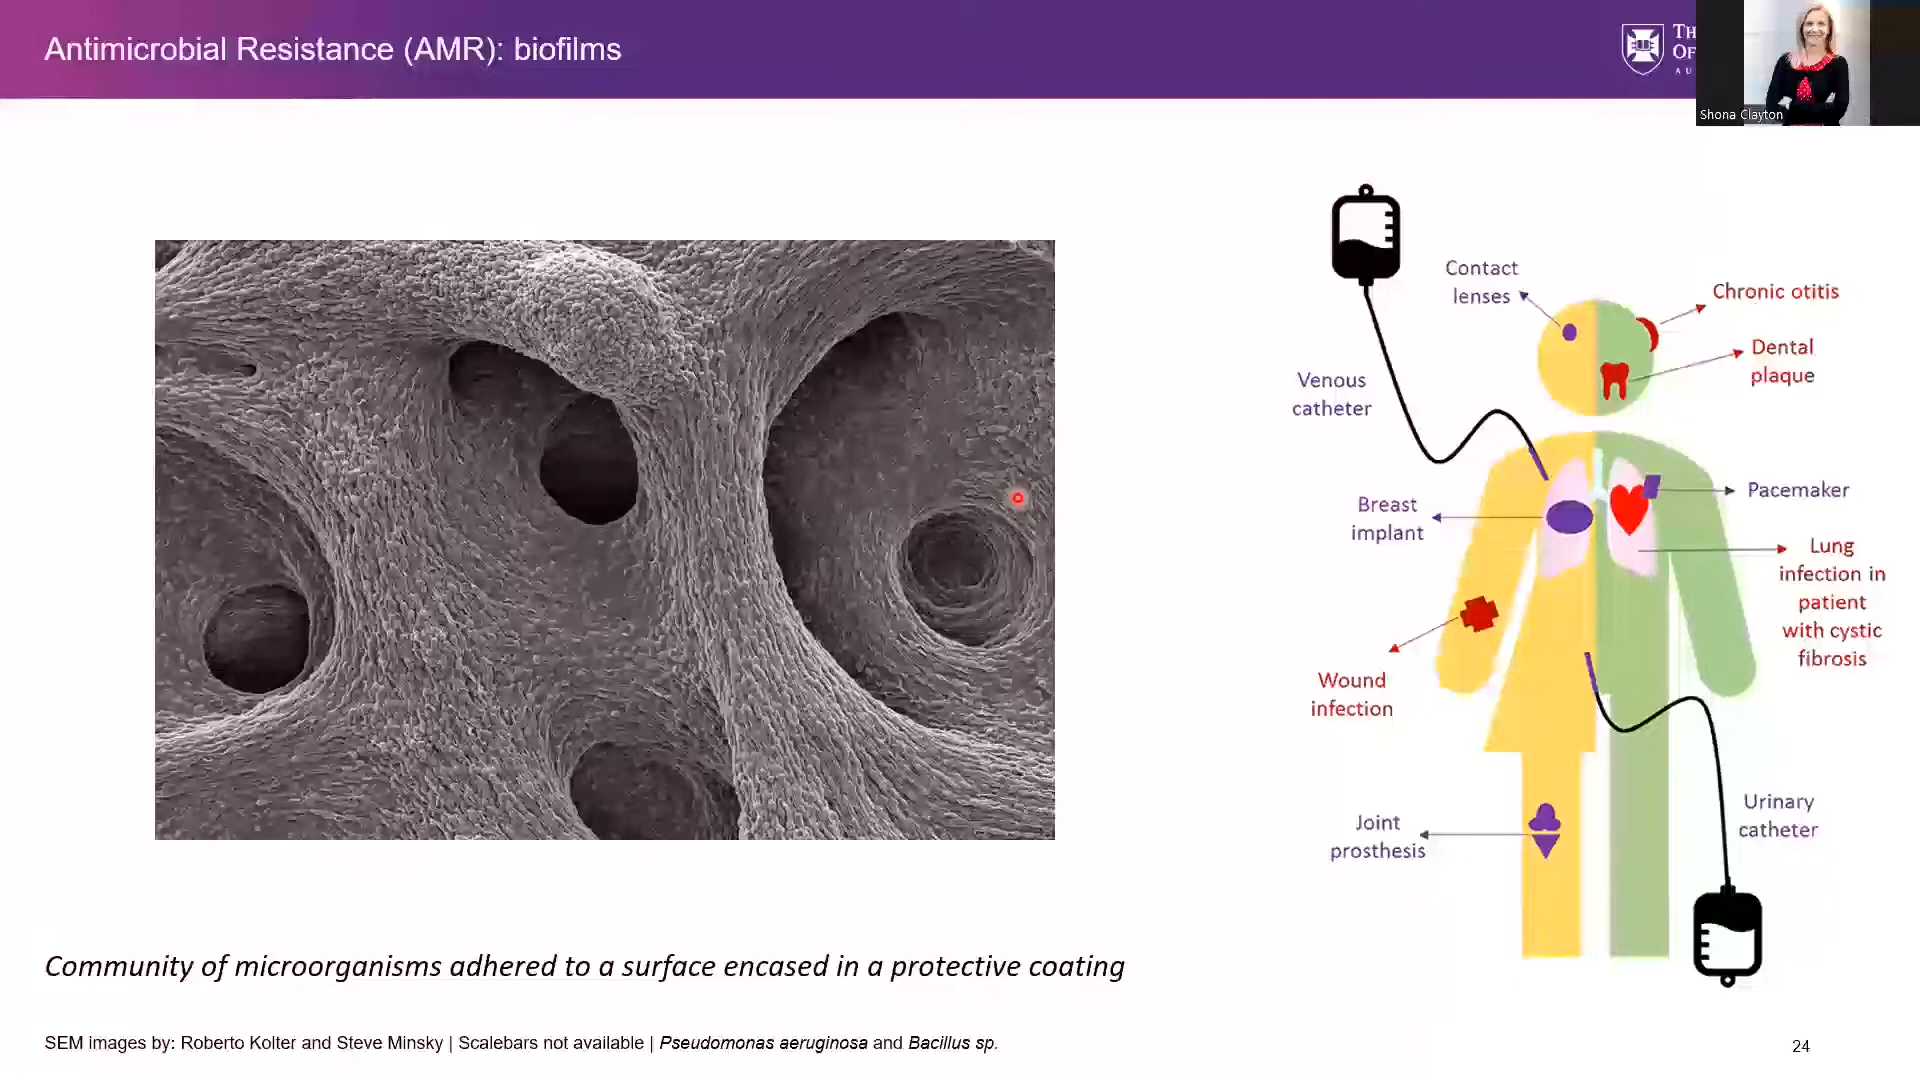 Antimicrobial Resistance (AMR): biofilms
Shona Clayton
Contact
lenses
Chronic otitis
Dental
plaque
Venous
catheter
Breast
implant
Pacemaker
Lung
infection in
patient
with cystic
fibrosis
Wound
infection
Joint
prosthesis
Urinary
catheter
Community of microorganisms adhered to a surface encased in a protective coating
SEM images by: Roberto Kolter and Steve Minsky | Scalebars not available | Pseudomonas aeruginosa and Bacillus sp.
24